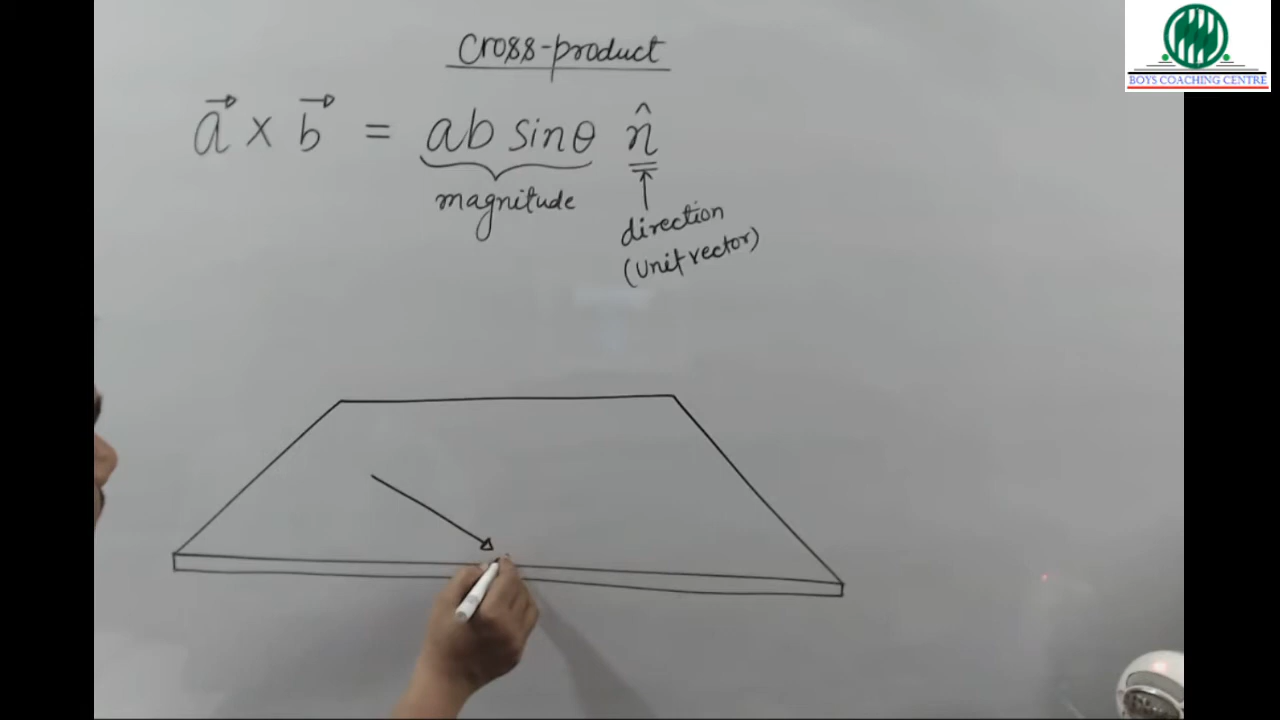 Cross-product
BOYS COACHING CENTRE
a⃗ × b⃗ = ab sinθ n̂
magnitude
direction
(Unit vector)